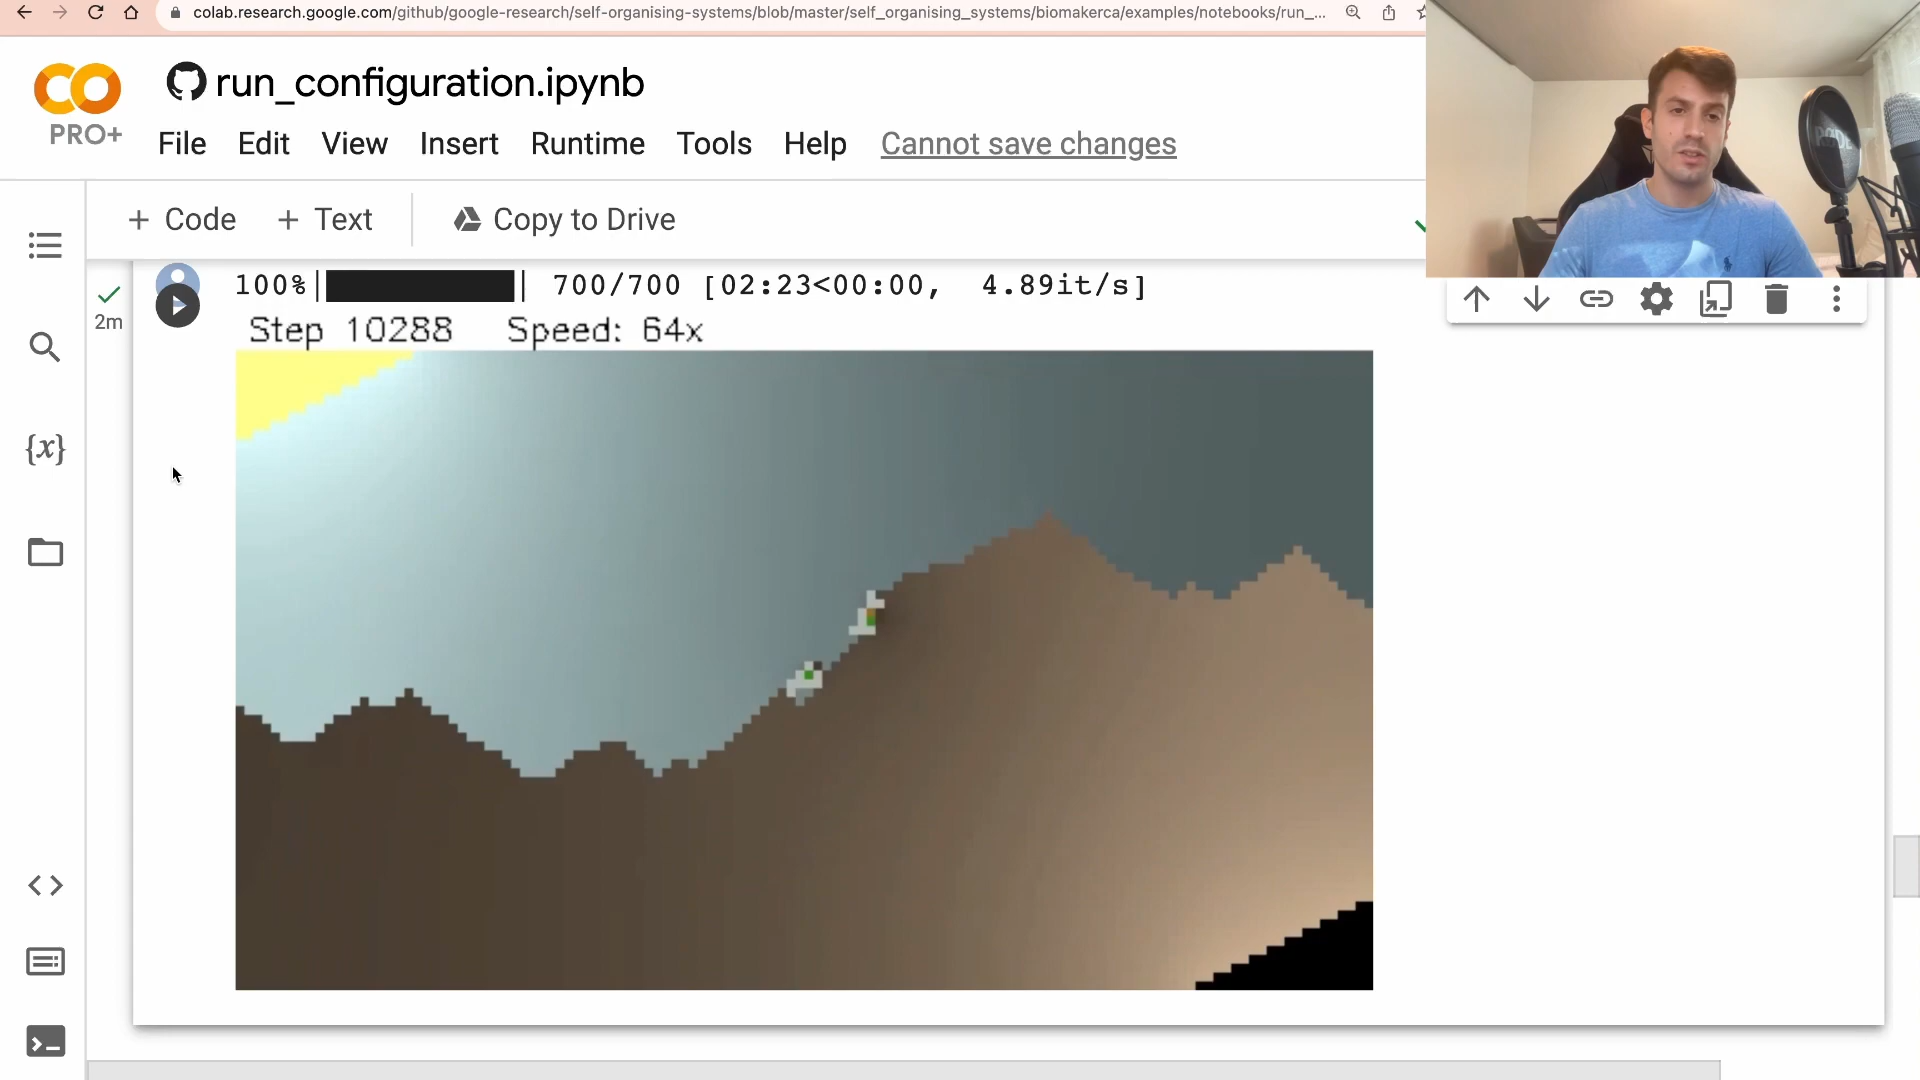 colab.research.google.com/github/google-research/self-organising-systems/blob/master/self_organising_systems/biomakerca/examples/notebooks/run_...
run_configuration.ipynb
PRO+
File Edit View Insert Runtime Tools Help Cannot save changes
+ Code + Text Copy to Drive
100%| | 700/700 [02:23<00:00, 4.89it/s]
2m
Step 10288 Speed: 64x
{x}
RØDE